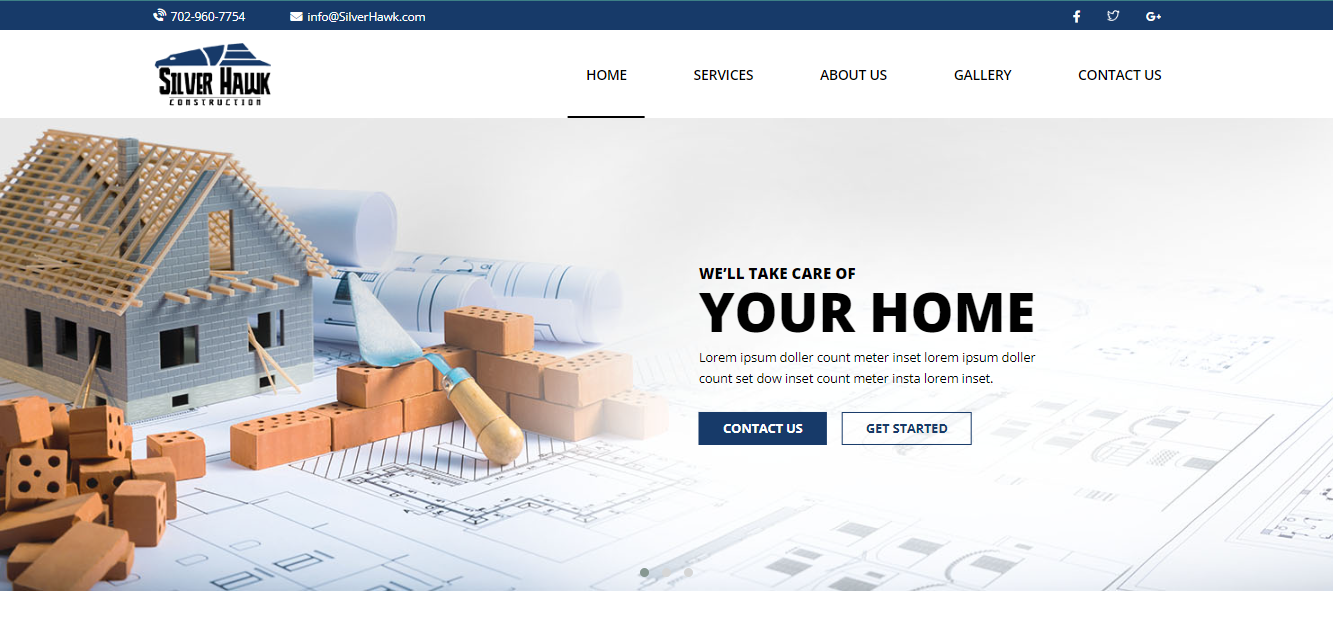 702-960-7754
info@SilverHawk.com
SILVER HAWK
CONSTRUCTION
HOME
SERVICES
ABOUT US
GALLERY
CONTACT US
WE’LL TAKE CARE OF
YOUR HOME
Lorem ipsum doller count meter inset lorem ipsum doller
count set dow inset count meter insta lorem inset.
CONTACT US
GET STARTED